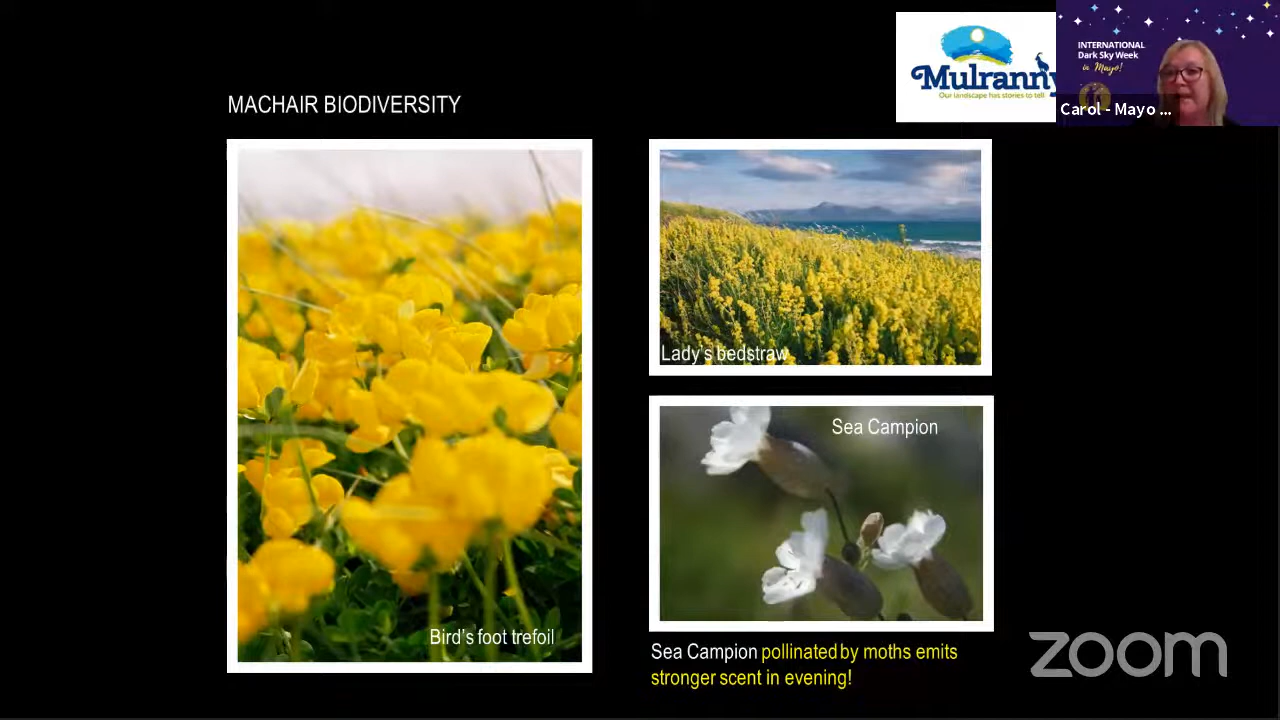 MACHAIR BIODIVERSITY
Mulranny
Our landscape has stories to tell.
INTERNATIONAL
Dark Sky Week
in Mayo!
Carol - Mayo ...
Lady's bedstraw
Sea Campion
Bird's foot trefoil
Sea Campion pollinated by moths emits
stronger scent in evening!
zoom